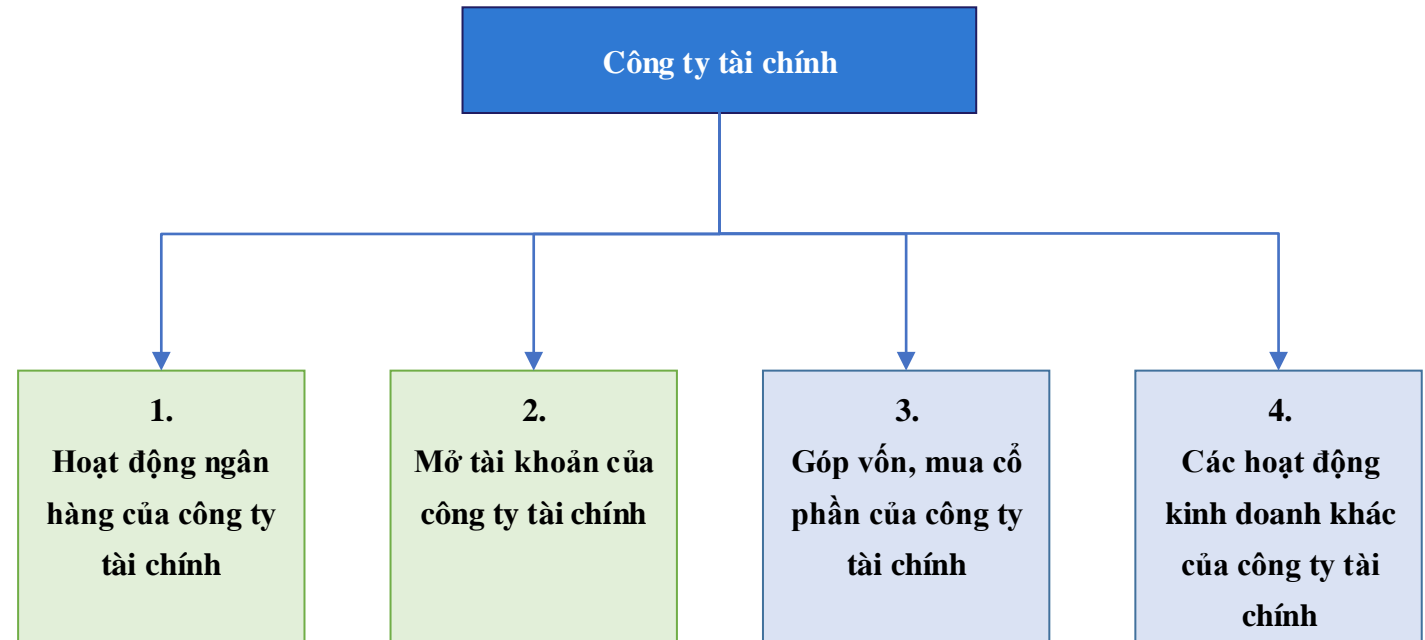 Công ty tài chính
1.
Hoạt động ngân
hàng của công ty
tài chính
2.
Mở tài khoản của
công ty tài chính
3.
Góp vốn, mua cổ
phần của công ty
tài chính
4.
Các hoạt động
kinh doanh khác
của công ty tài
chính